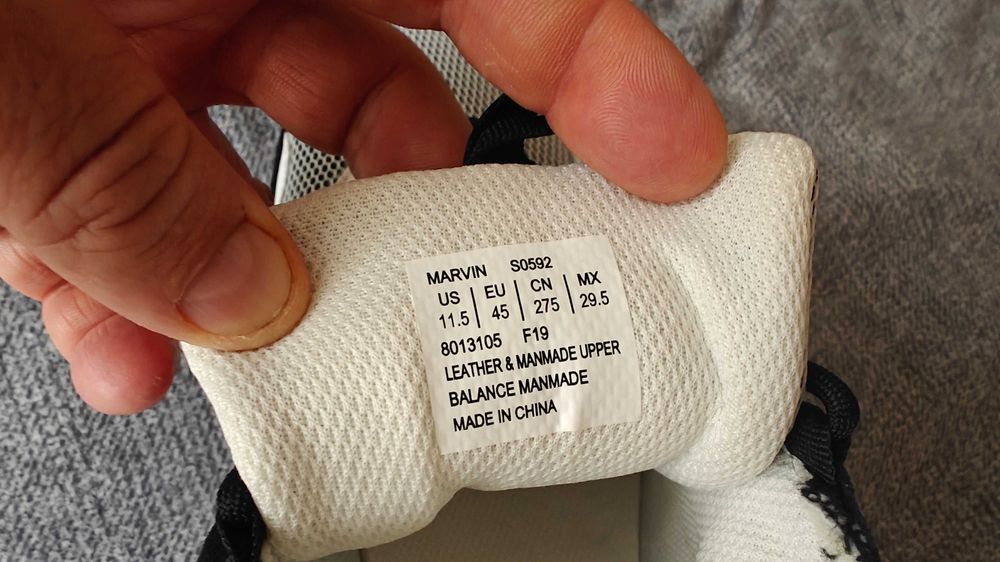 MARVIN S0592
US | EU | CN | MX
11.5 | 45 | 275 | 29.5
8013105 F19
LEATHER & MANMADE UPPER
BALANCE MANMADE
MADE IN CHINA